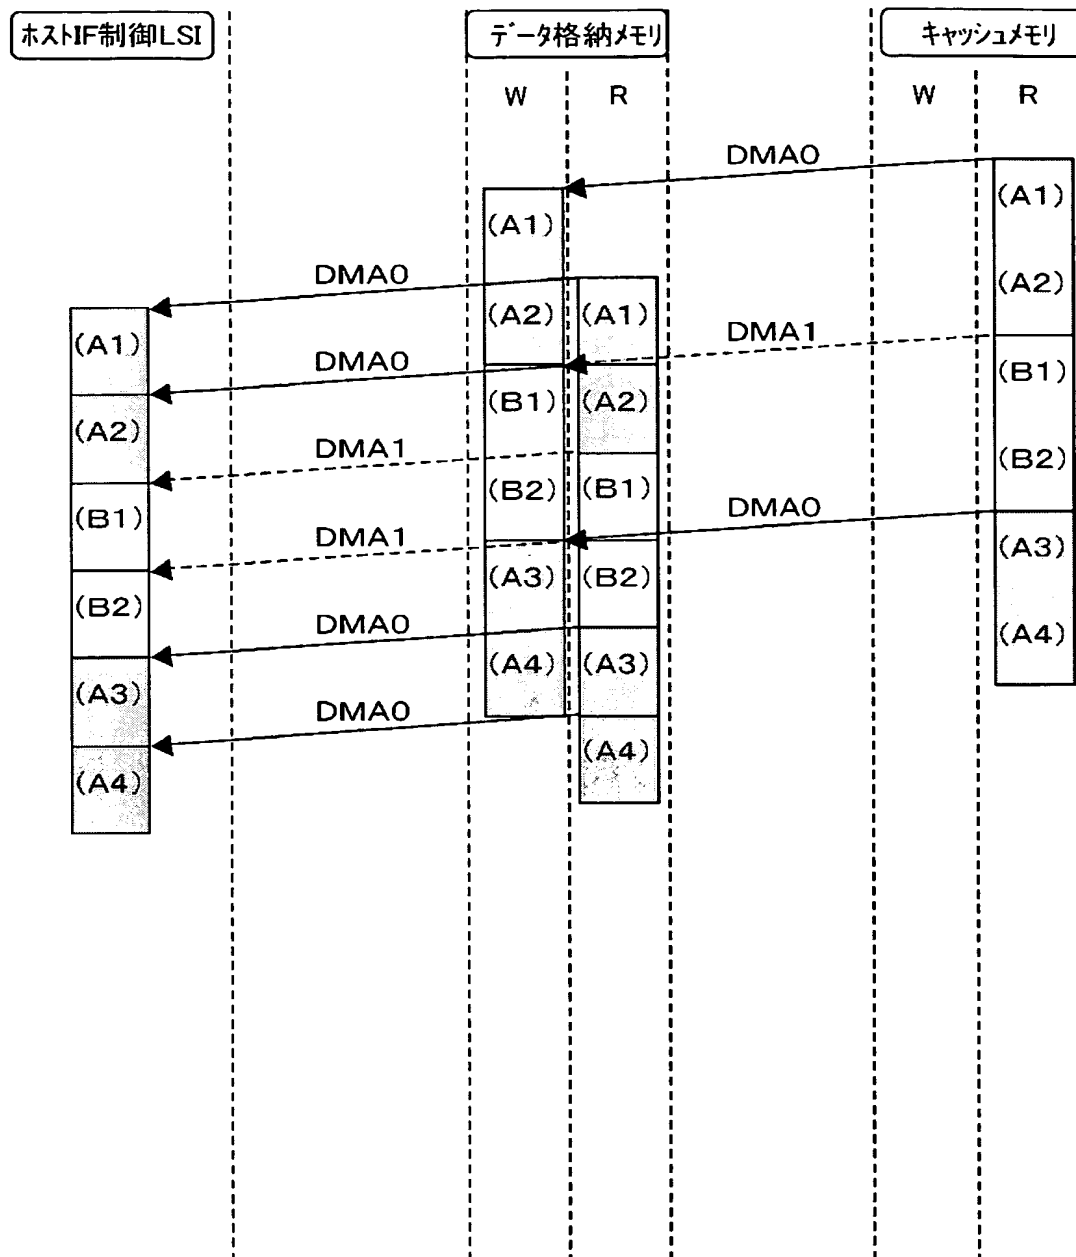 ホストIF制御LSI データ格納メモリ キャッシュメモリ
W R W R
DMA0
(A1)
(A1)
DMA0
(A2)
(A2) (A1)
DMA1
(A1)
DMA0
(B1)
(B1) (A2)
(A2)
DMA1
(B2)
(B2) (B1)
DMA0
(B1)
DMA1
(A3)
(A3) (B2)
(B2)
DMA0
(A4)
(A4) (A3)
(A3)
DMA0
(A4)
(A4)